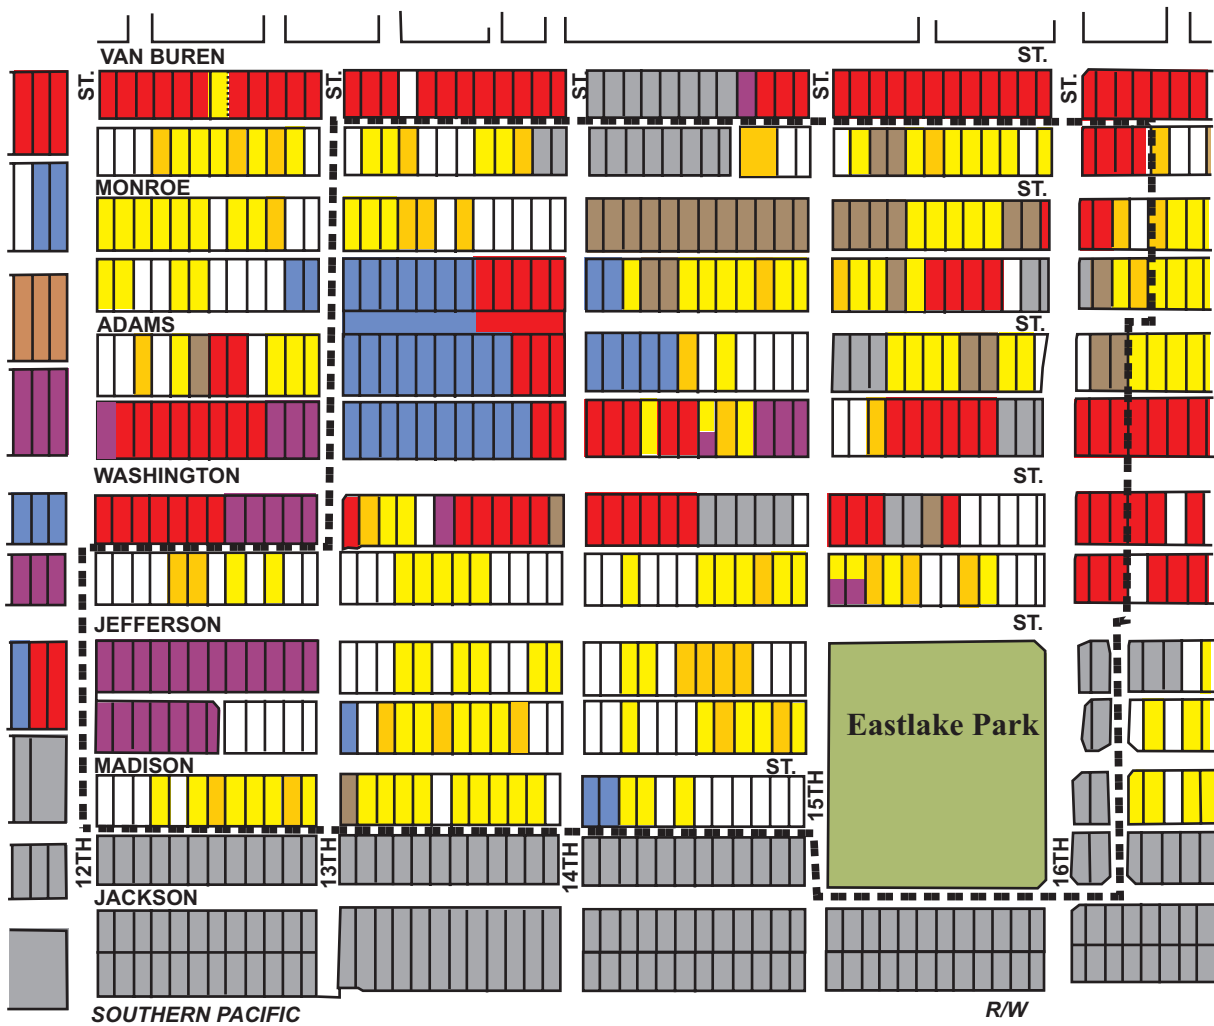 VAN BUREN ST.
ST. ST. ST. ST. ST.
MONROE ST.
ADAMS ST.
WASHINGTON ST.
JEFFERSON ST.
Eastlake Park
MADISON ST.
15TH
12TH 13TH 14TH 16TH
JACKSON
SOUTHERN PACIFIC R/W